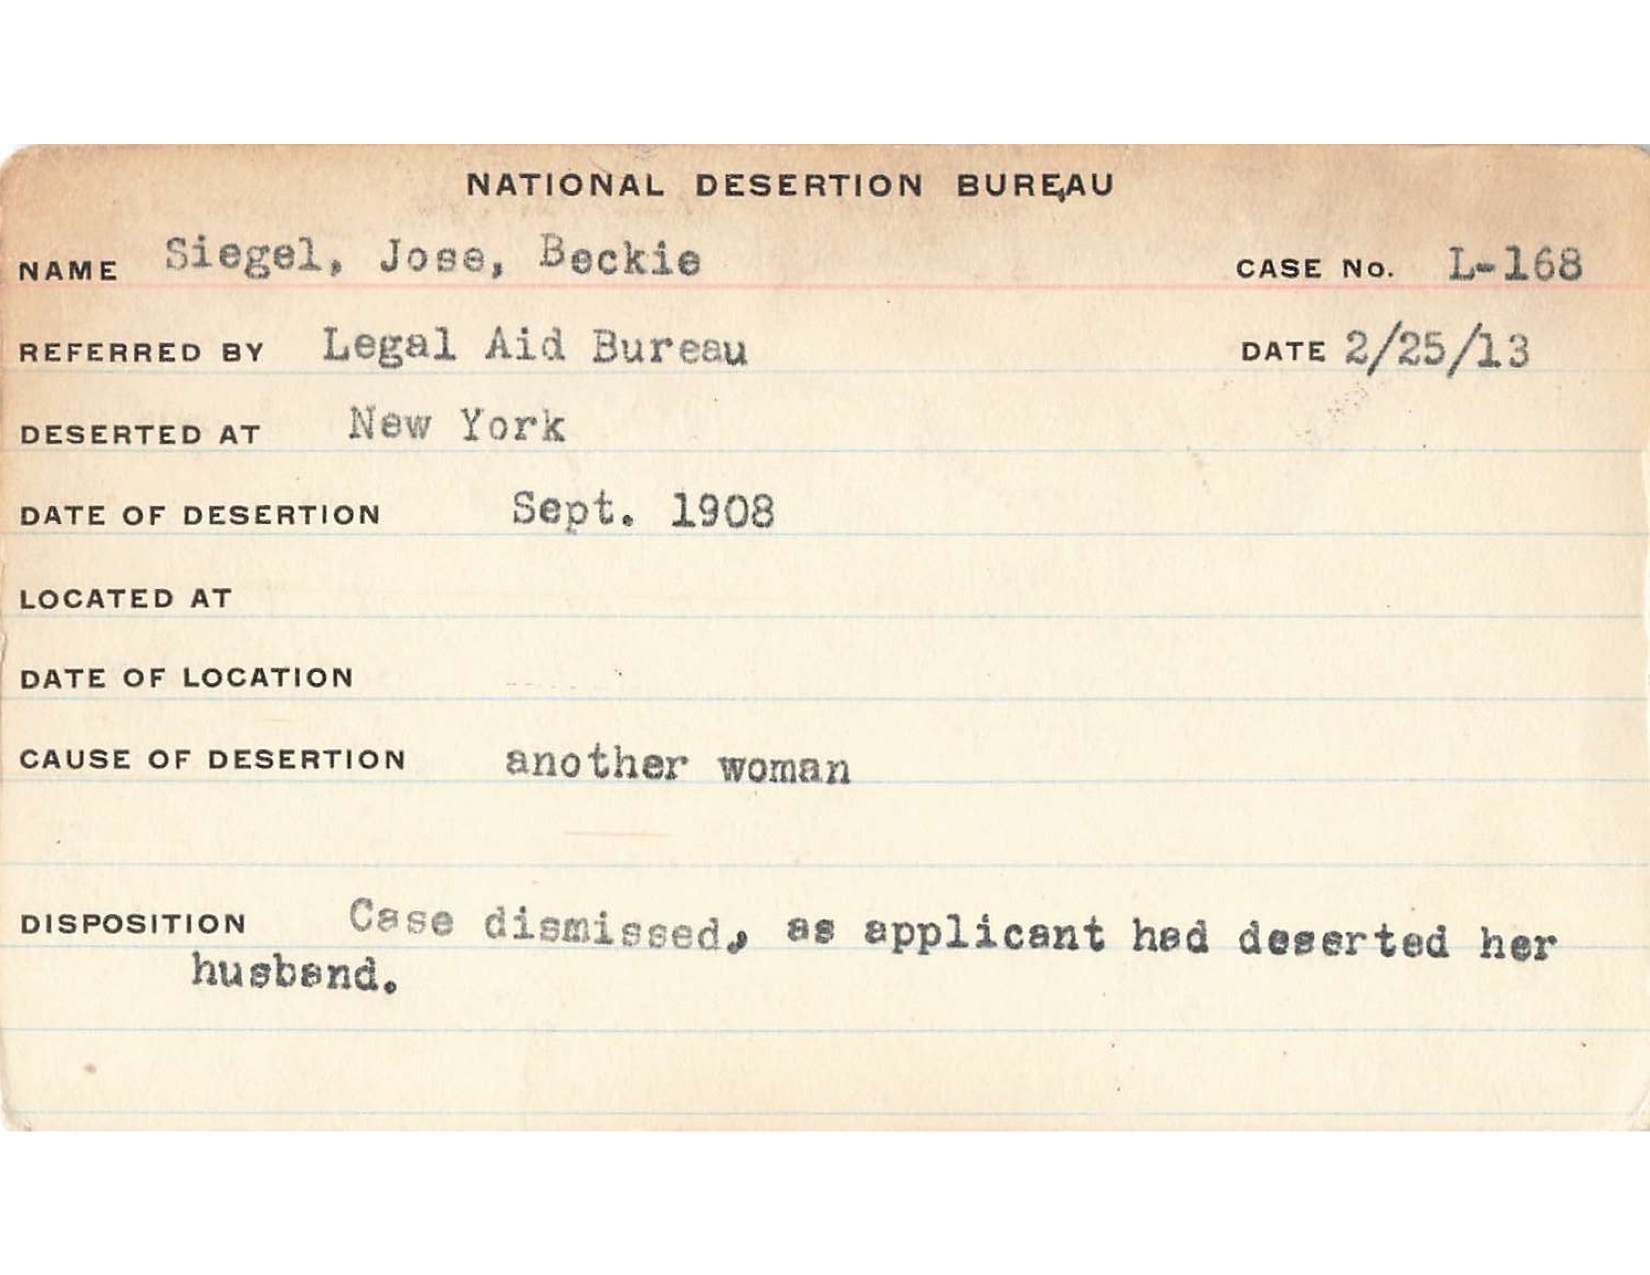 NATIONAL DESERTION BUREAU
NAME Siegel, Jose, Beckie CASE No. L-168
REFERRED BY Legal Aid Bureau DATE 2/25/13
DESERTED AT New York
DATE OF DESERTION Sept. 1908
LOCATED AT
DATE OF LOCATION
CAUSE OF DESERTION another woman
DISPOSITION Case dismissed, as applicant had deserted her
husband.